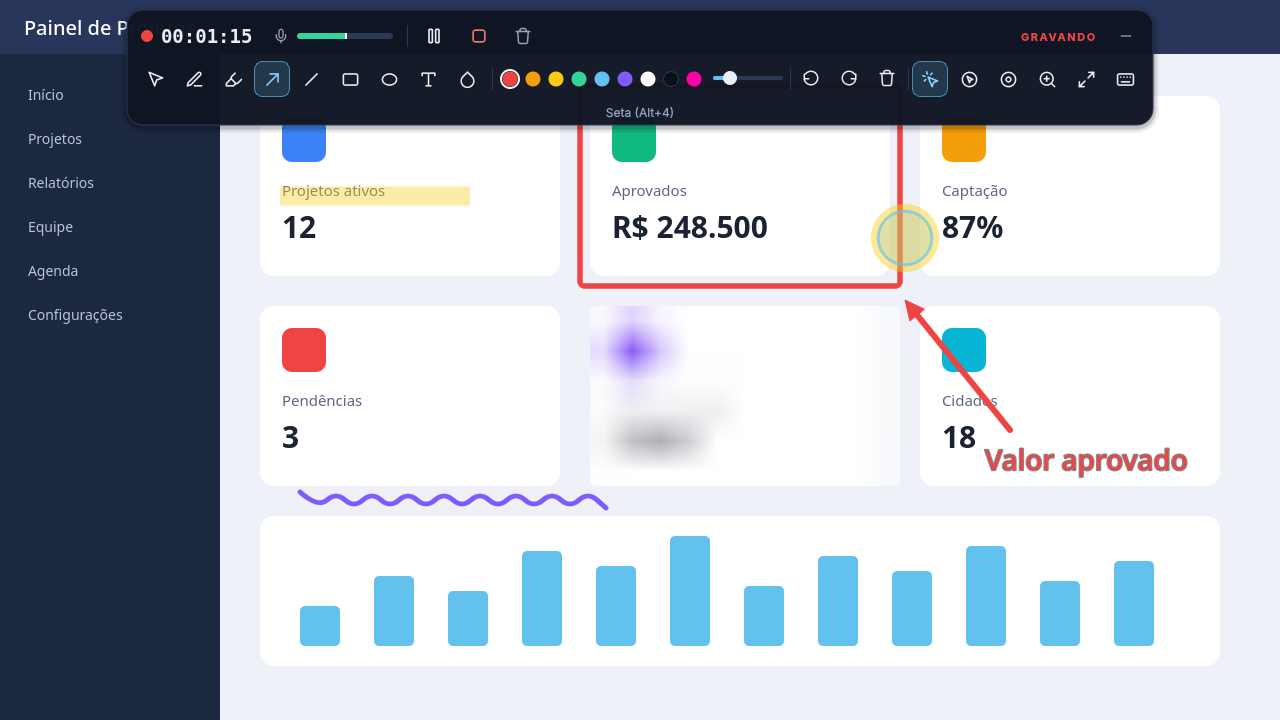 Painel de P
00:01:15
GRAVANDO
Seta (Alt+4)
Início
Projetos
Relatórios
Equipe
Agenda
Configurações
Projetos ativos
12
Aprovados
R$ 248.500
Captação
87%
Pendências
3
Cidades
18
Valor aprovado